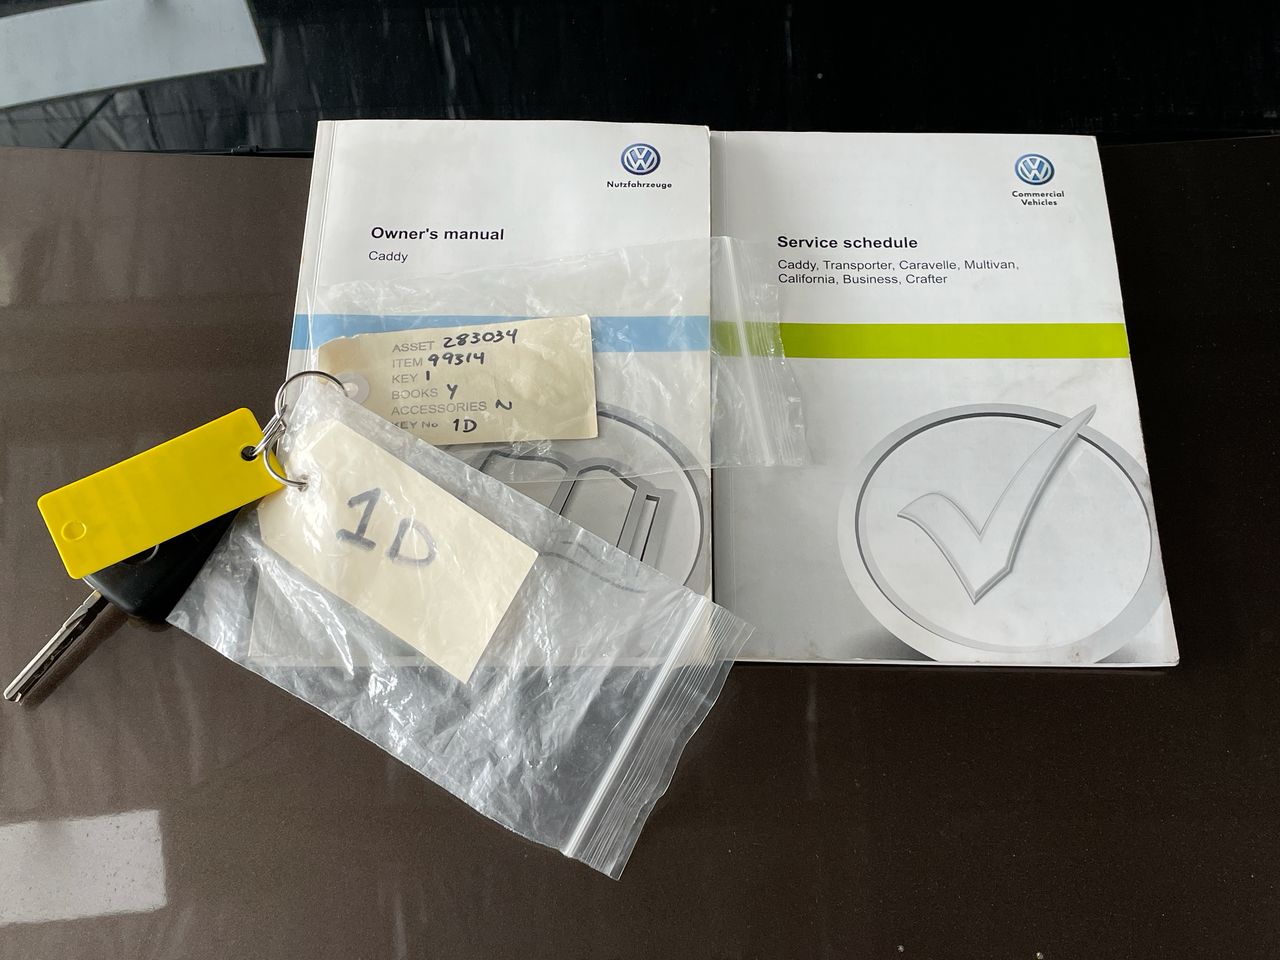 Nutzfahrzeuge
Owner's manual
Caddy
Commercial
Vehicles
Service schedule
Caddy, Transporter, Caravelle, Multivan,
California, Business, Crafter
ASSET 283034
ITEM 99314
KEY 1
BOOKS Y
ACCESSORIES N
KEY No 1D
1D